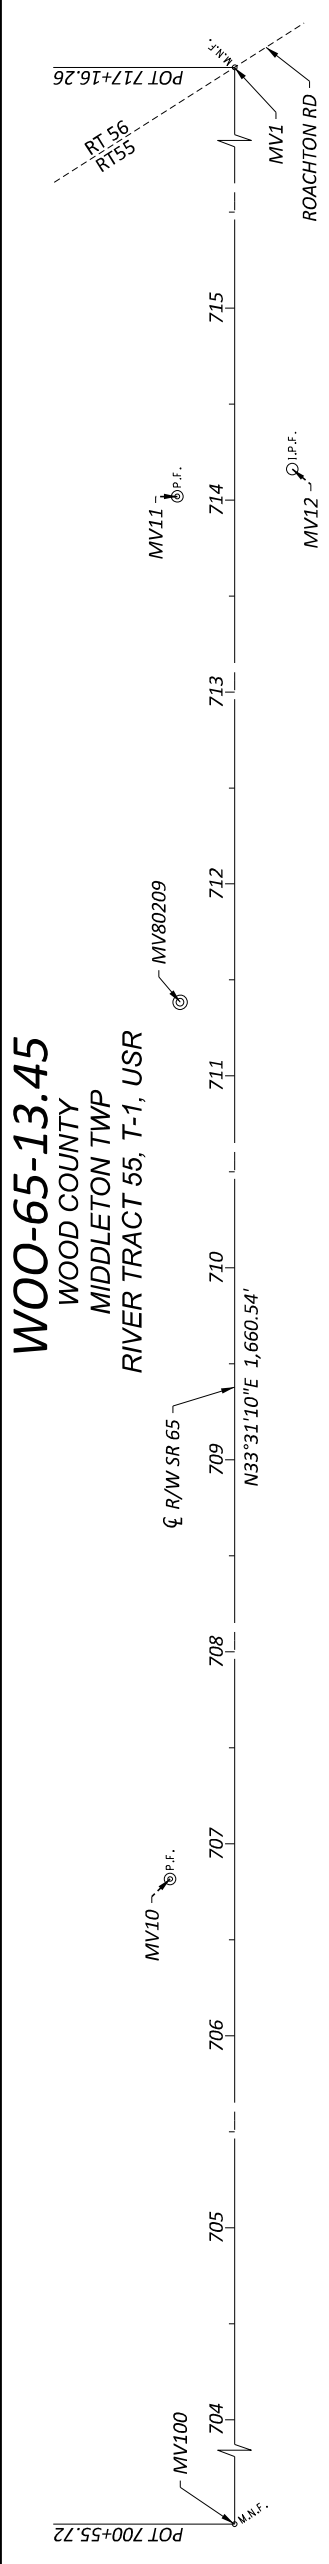 WOO-65-13.45
WOOD COUNTY
MIDDLETON TWP
RIVER TRACT 55, T-1, USR
POT 700+55.72
M.N.F.
MV100
704
705
706
MV10
P.F.
707
708
℄ R/W SR 65
709
N33°31'10"E 1,660.54'
710
711
MV80209
712
713
MV11
P.F.
714
MV12
I.P.F.
715
RT 56
RT55
POT 717+16.26
M.N.F.
MV1
ROACHTON RD